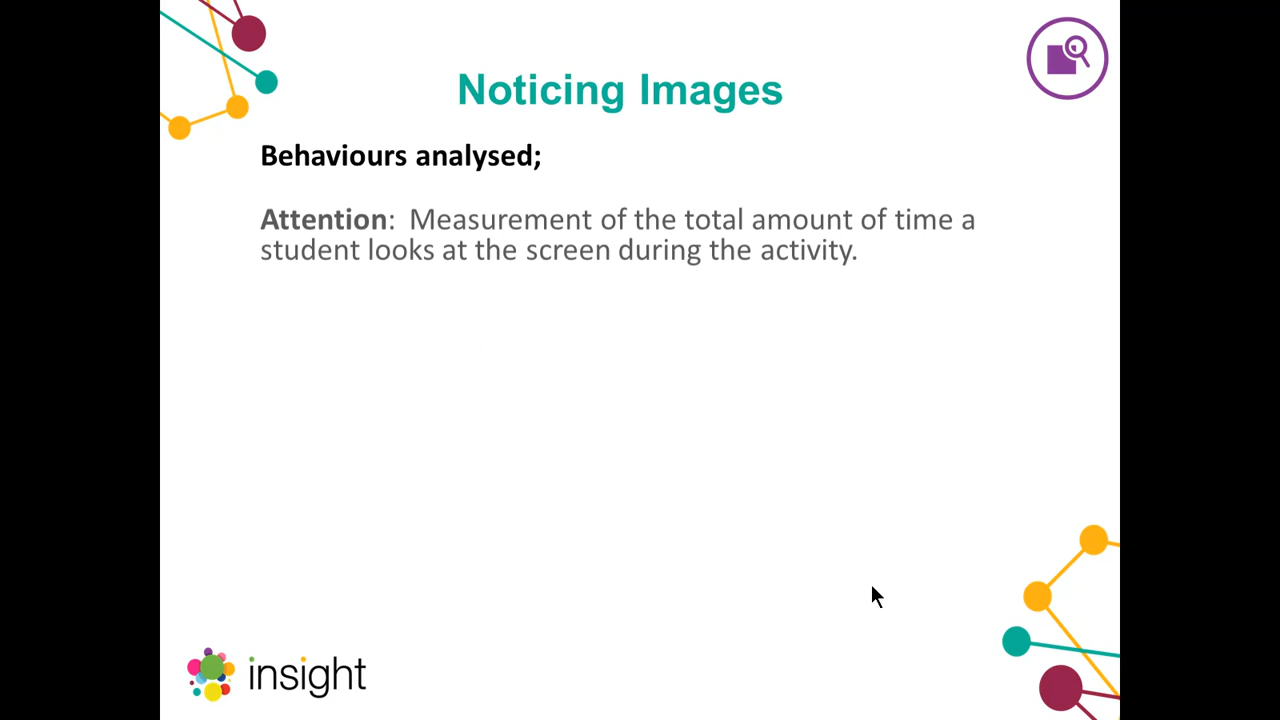 Noticing Images
Behaviours analysed;
Attention:  Measurement of the total amount of time a
student looks at the screen during the activity.
insight